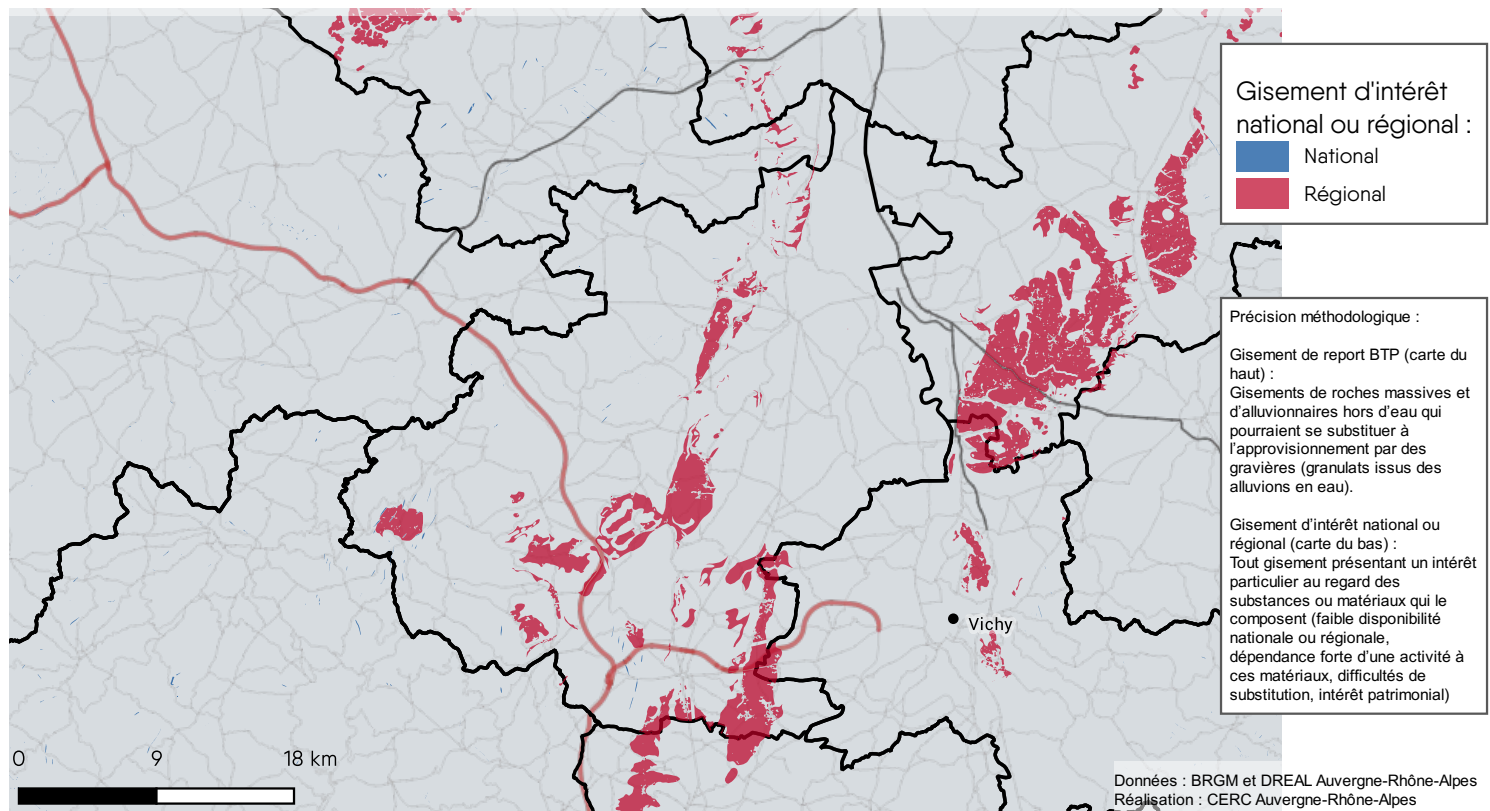 Gisement d'intérêt
national ou régional :
National
Régional
Précision méthodologique :
Gisement de report BTP (carte du
haut) :
Gisements de roches massives et
d'alluvionnaires hors d'eau qui
pourraient se substituer à
l'approvisionnement par des
gravières (granulats issus des
alluvions en eau).
Gisement d'intérêt national ou
régional (carte du bas) :
Tout gisement présentant un intérêt
particulier au regard des
substances ou matériaux qui le
composent (faible disponibilité
nationale ou régionale,
dépendance forte d'une activité à
ces matériaux, difficultés de
substitution, intérêt patrimonial)
Vichy
0 9 18 km
Données : BRGM et DREAL Auvergne-Rhône-Alpes
Réalisation : CERC Auvergne-Rhône-Alpes